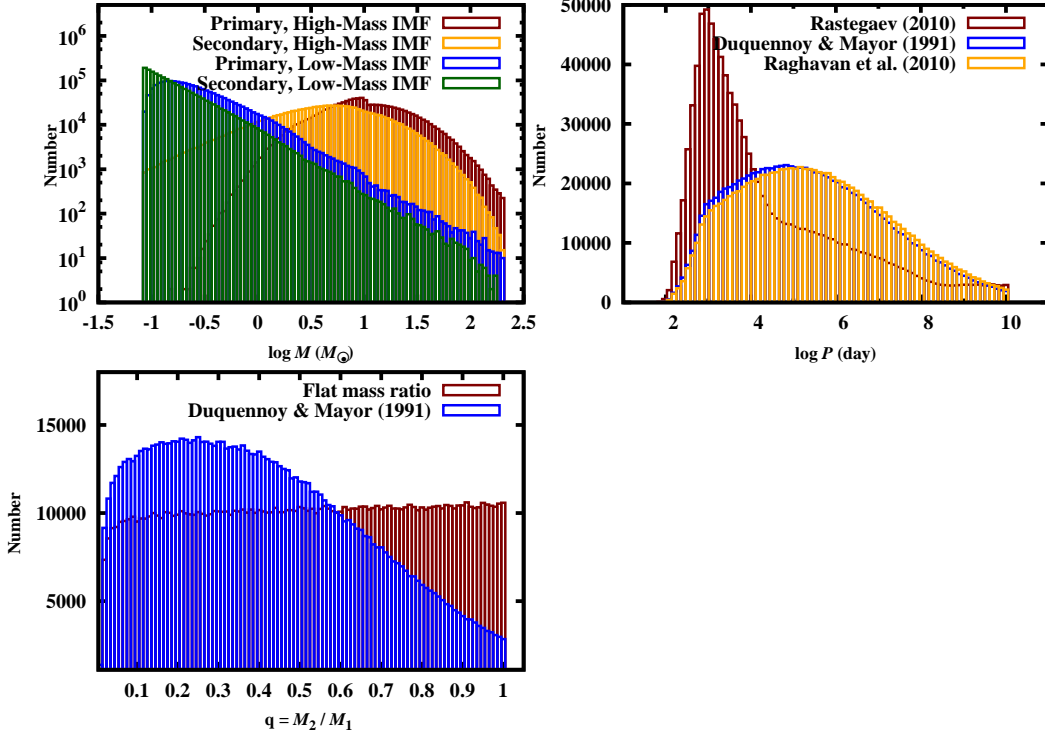 Number
10^6
10^5
10^4
10^3
10^2
10^1
10^0
Primary, High-Mass IMF
Secondary, High-Mass IMF
Primary, Low-Mass IMF
Secondary, Low-Mass IMF
-1.5 -1 -0.5 0 0.5 1 1.5 2 2.5
log M (M⊙)
Number
50000
40000
30000
20000
10000
0
Rastegaev (2010)
Duquennoy & Mayor (1991)
Raghavan et al. (2010)
2 4 6 8 10
log P (day)
Number
15000
10000
5000
Flat mass ratio
Duquennoy & Mayor (1991)
0.1 0.2 0.3 0.4 0.5 0.6 0.7 0.8 0.9 1
q = M_2 / M_1